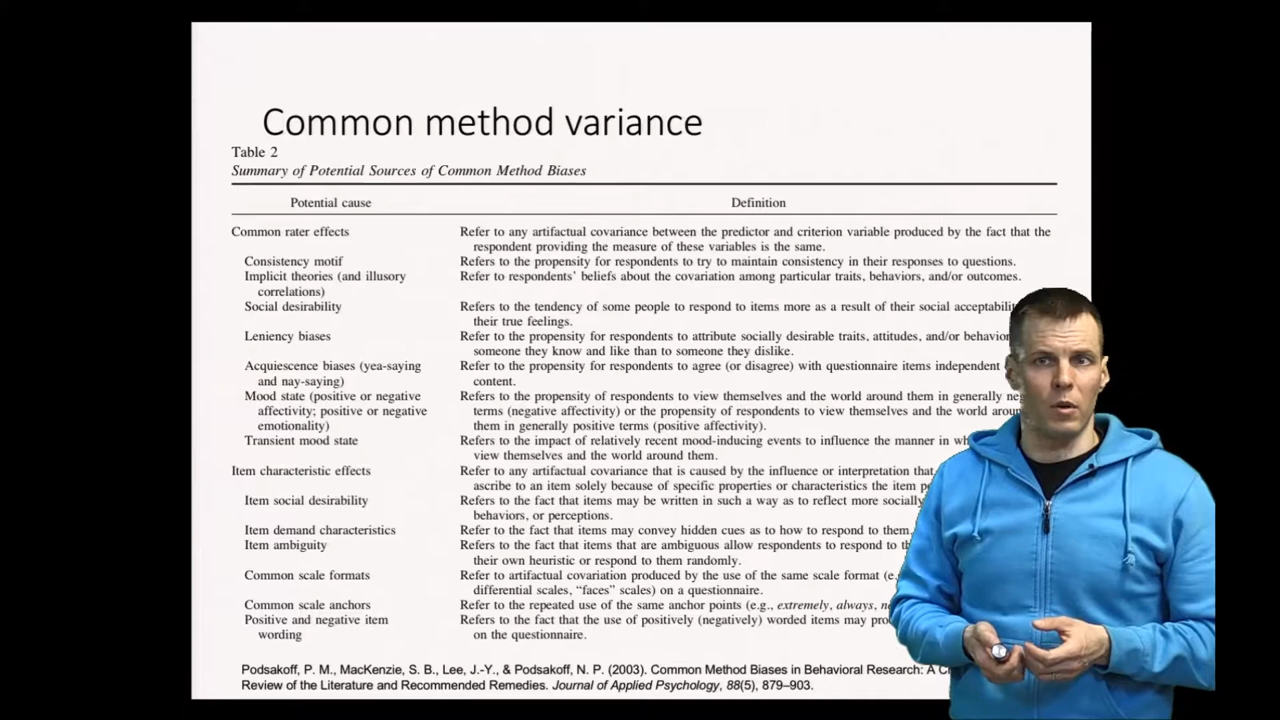 Common method variance
Table 2
Summary of Potential Sources of Common Method Biases
Potential cause
Definition
Common rater effects
Refer to any artifactual covariance between the predictor and criterion variable produced by the fact that the
respondent providing the measure of these variables is the same.
Consistency motif
Refers to the propensity for respondents to try to maintain consistency in their responses to questions.
Implicit theories (and illusory
correlations)
Refer to respondents' beliefs about the covariation among particular traits, behaviors, and/or outcomes.
Social desirability
Refers to the tendency of some people to respond to items more as a result of their social
their true feelings.
Leniency biases
Refer to the propensity for respondents to attribute socially desirable traits, attitudes, and/or
someone they know and like than to someone they dislike.
Acquiescence biases (yea-saying
and nay-saying)
Refer to the propensity for respondents to agree (or disagree) with questionnaire items independent
content.
Mood state (positive or negative
affectivity; positive or negative
emotionality)
Refers to the propensity of respondents to view themselves and the world around them in generally
terms (negative affectivity) or the propensity of respondents to view themselves and the world
them in generally positive terms (positive affectivity).
Transient mood state
Refers to the impact of relatively recent mood-inducing events to influence the manner in
view themselves and the world around them.
Item characteristic effects
Refer to any artifactual covariance that is caused by the influence or interpretation that
ascribe to an item solely because of specific properties or characteristics the item
Item social desirability
Refers to the fact that items may be written in such a way as to reflect more socially
behaviors, or perceptions.
Item demand characteristics
Refer to the fact that items may convey hidden cues as to how to respond to them.
Item ambiguity
Refers to the fact that items that are ambiguous allow respondents to respond to
their own heuristic or respond to them randomly.
Common scale formats
Refer to artifactual covariation produced by the use of the same scale format
differential scales, “faces” scales) on a questionnaire.
Common scale anchors
Refer to the repeated use of the same anchor points (e.g., extremely, always,
Positive and negative item
wording
Refers to the fact that the use of positively (negatively) worded items may
on the questionnaire.
Podsakoff, P. M., MacKenzie, S. B., Lee, J.-Y., & Podsakoff, N. P. (2003). Common Method Biases in Behavioral Research: A
Review of the Literature and Recommended Remedies. Journal of Applied Psychology, 88(5), 879–903.